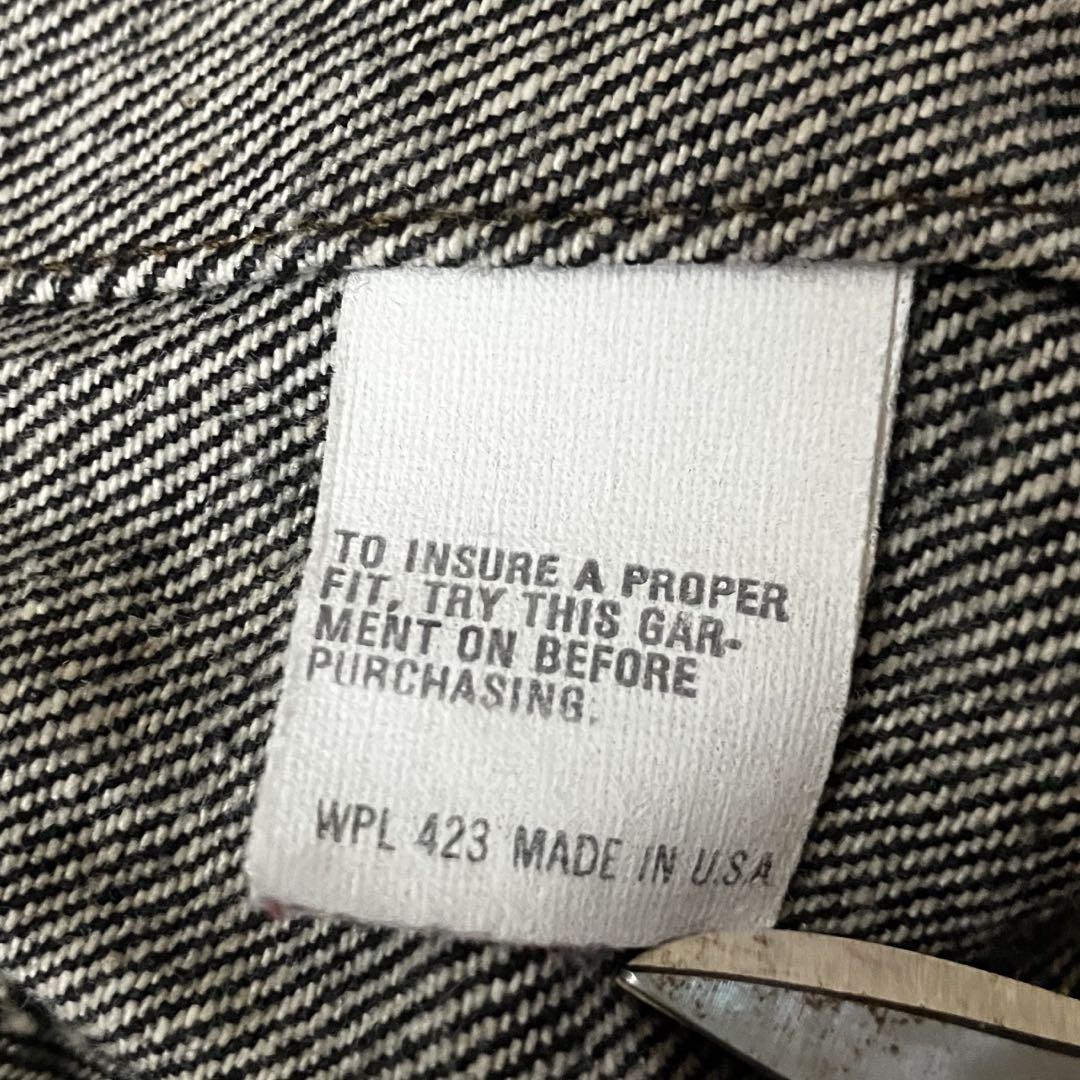 TO INSURE A PROPER
FIT, TRY THIS GAR-
MENT ON BEFORE
PURCHASING.
WPL 423 MADE IN U.S.A